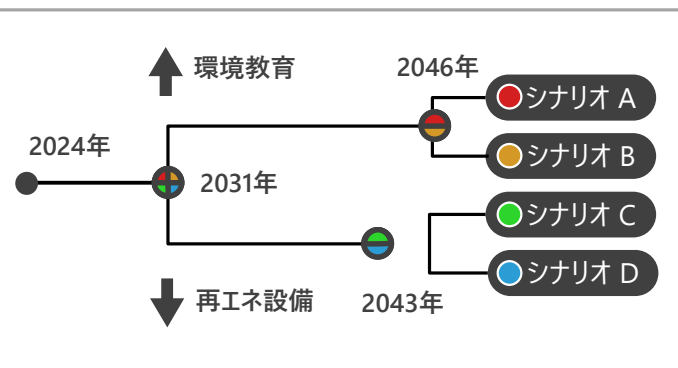 環境教育
2046年
シナリオ A
2024年
シナリオ B
2031年
シナリオ C
シナリオ D
再エネ設備
2043年